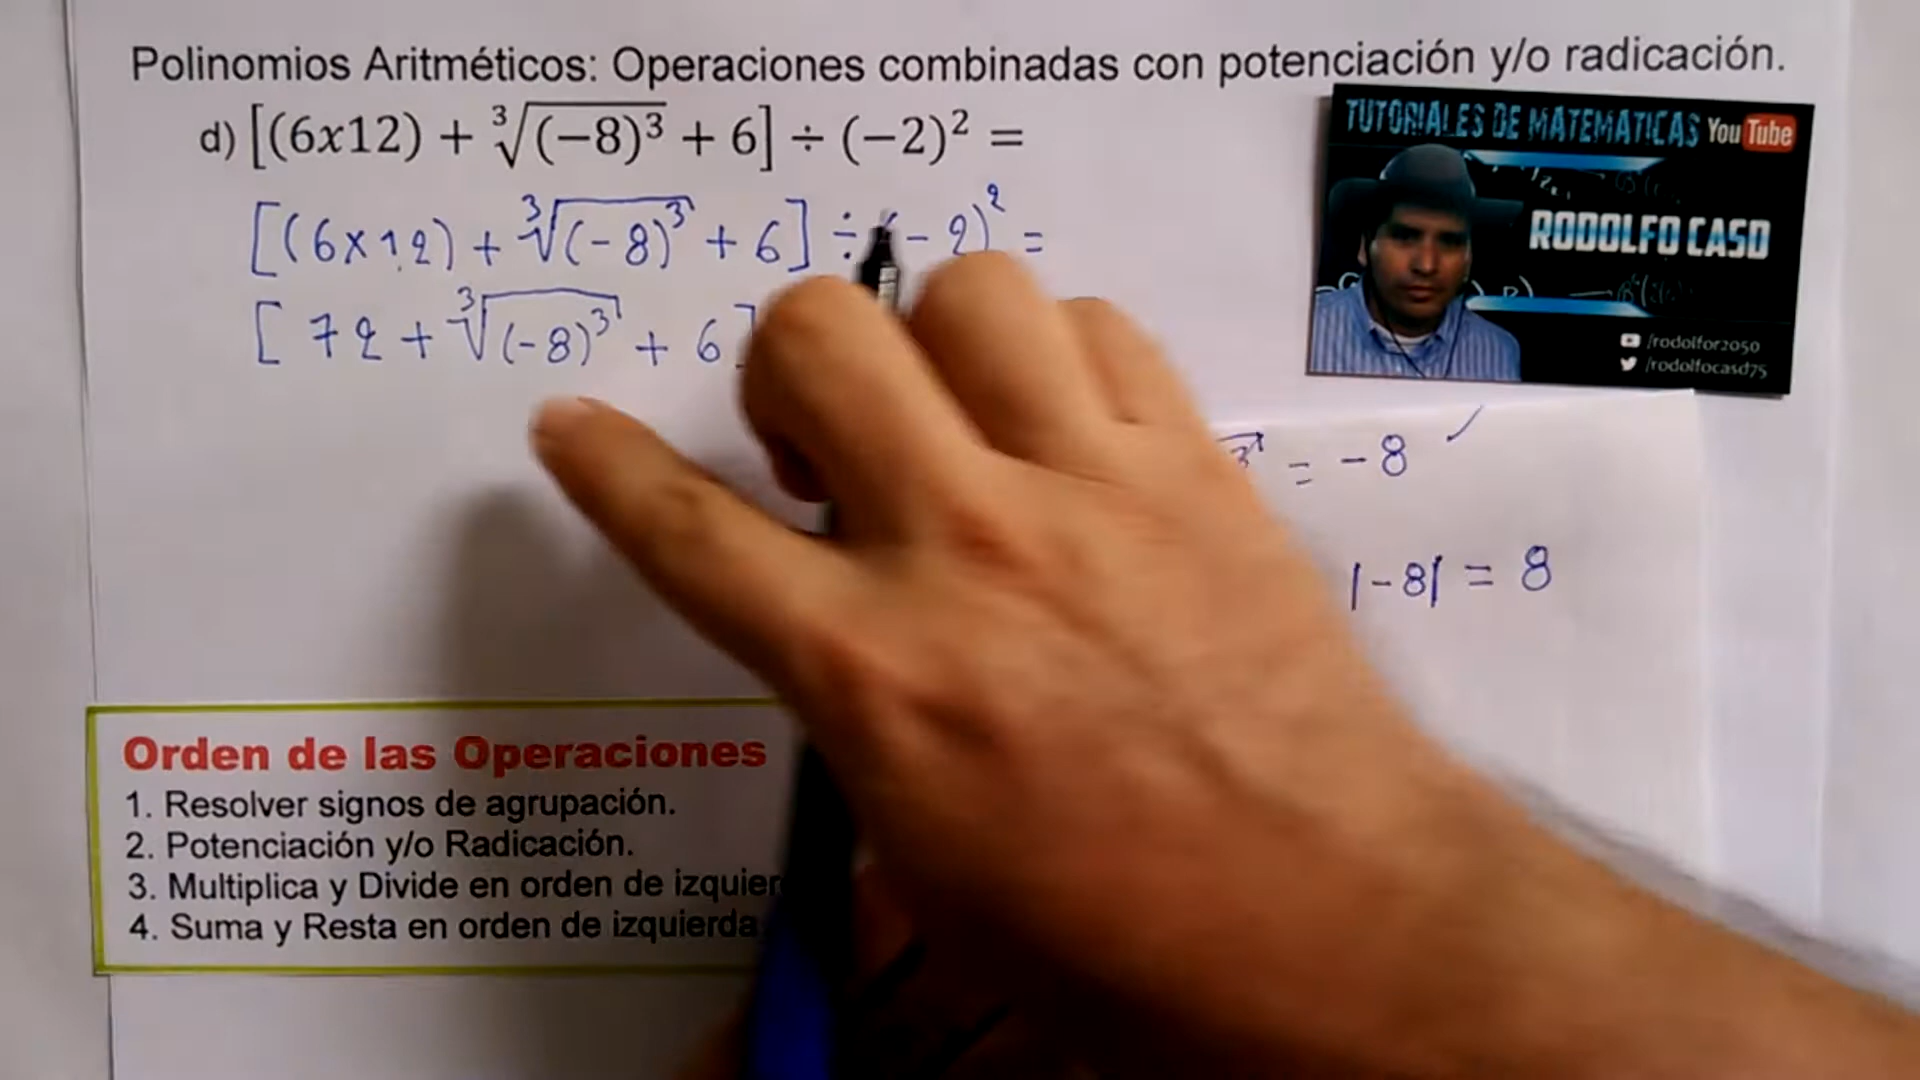 Polinomios Aritméticos: Operaciones combinadas con potenciación y/o radicación.
d) [(6x12) + ∛(−8)³ + 6] ÷ (−2)² =
[(6x12) + ∛(-8)³ + 6] ÷ (-2)² =
[ 72 + ∛(-8)³ + 6]
TUTORIALES DE MATEMATICAS YouTube
RODOLFO CASD
/rodolfor2050
/rodolfocasd75
3 = -8 ✓
|-8| = 8
Orden de las Operaciones
1. Resolver signos de agrupación.
2. Potenciación y/o Radicación.
3. Multiplica y Divide en orden de
4. Suma y Resta en orden de izquierda